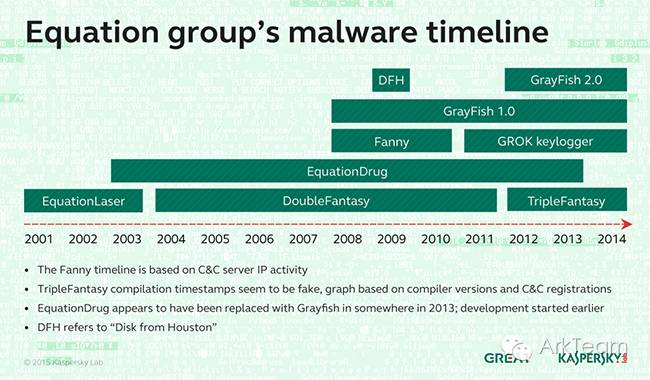 Equation group's malware timeline
DFH
GrayFish 2.0
GrayFish 1.0
Fanny
GROK keylogger
EquationDrug
EquationLaser
DoubleFantasy
TripleFantasy
2001 2002 2003 2004 2005 2006 2007 2008 2009 2010 2011 2012 2013 2014
• The Fanny timeline is based on C&C server IP activity
• TripleFantasy compilation timestamps seem to be fake, graph based on compiler versions and C&C registrations
• EquationDrug appears to have been replaced with Grayfish in somewhere in 2013; development started earlier
• DFH refers to “Disk from Houston”
ArkTeam
© 2015 Kaspersky Lab
GREAT
KASPERSKY